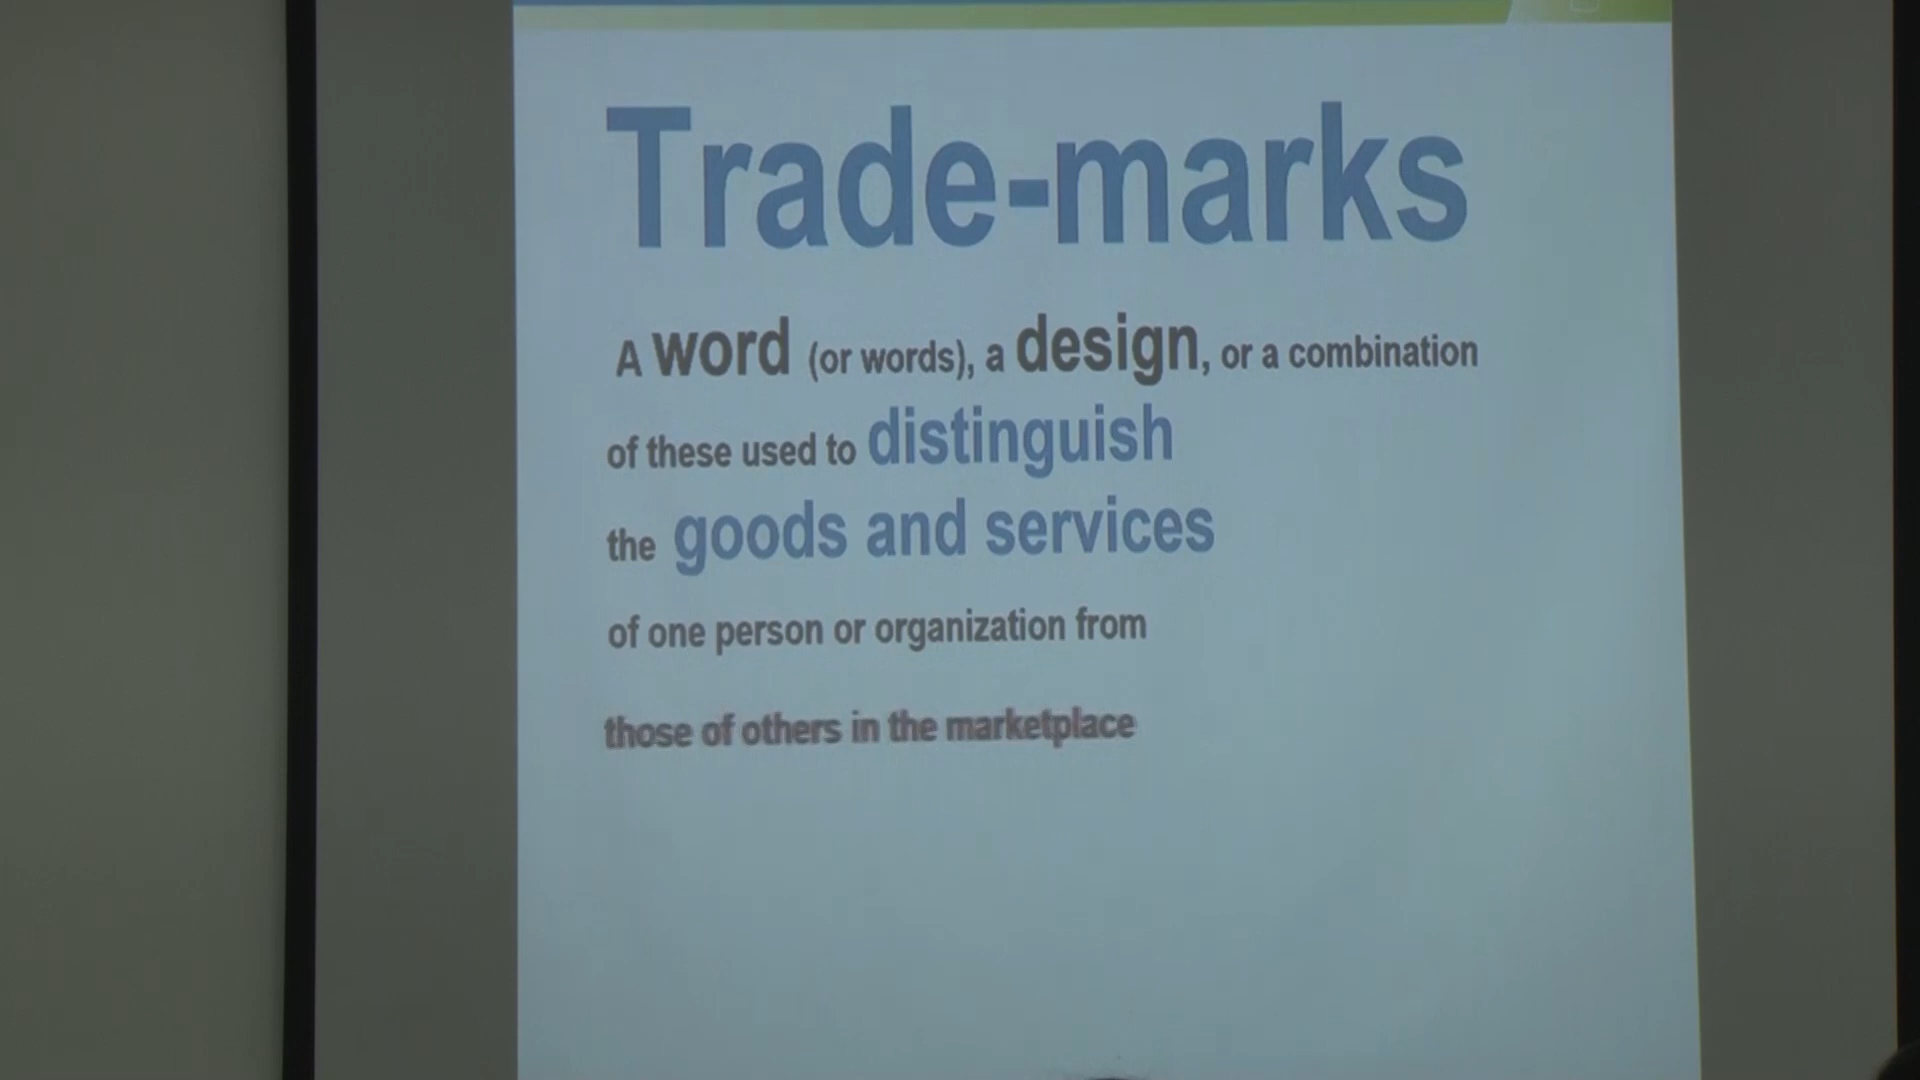 Trade-marks
A word (or words), a design, or a combination
of these used to distinguish
the goods and services
of one person or organization from
those of others in the marketplace